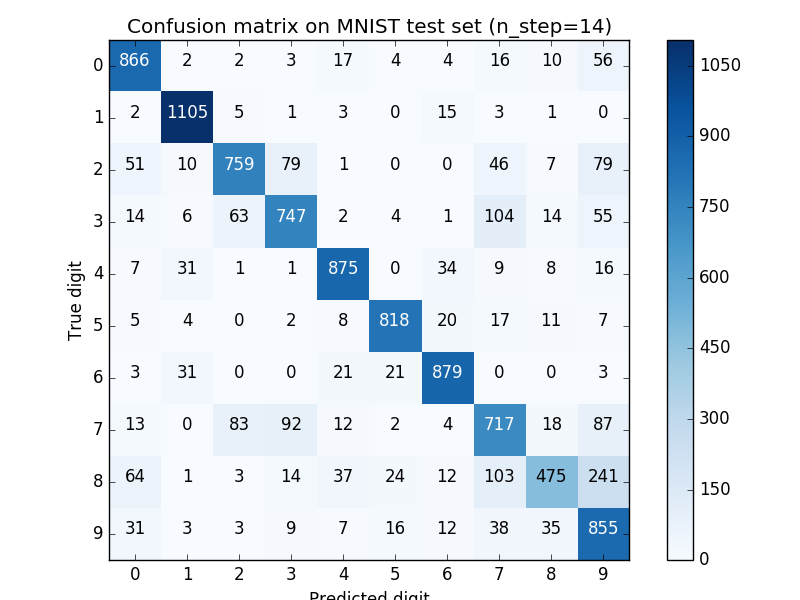 Confusion matrix on MNIST test set (n_step=14)
0 866 2 2 3 17 4 4 16 10 56
1 2 1105 5 1 3 0 15 3 1 0
2 51 10 759 79 1 0 0 46 7 79
3 14 6 63 747 2 4 1 104 14 55
4 7 31 1 1 875 0 34 9 8 16
5 5 4 0 2 8 818 20 17 11 7
6 3 31 0 0 21 21 879 0 0 3
7 13 0 83 92 12 2 4 717 18 87
8 64 1 3 14 37 24 12 103 475 241
9 31 3 3 9 7 16 12 38 35 855
0 1 2 3 4 5 6 7 8 9
True digit
Predicted digit
1050
900
750
600
450
300
150
0